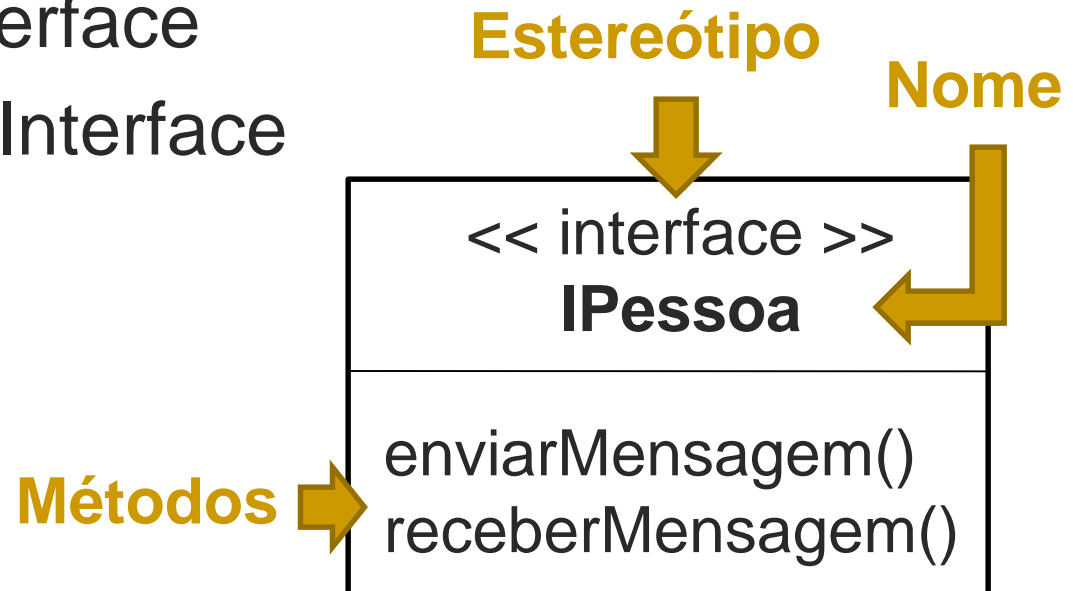 erface
Interface
Estereótipo
Nome
<< interface >>
IPessoa
Métodos
enviarMensagem()
receberMensagem()